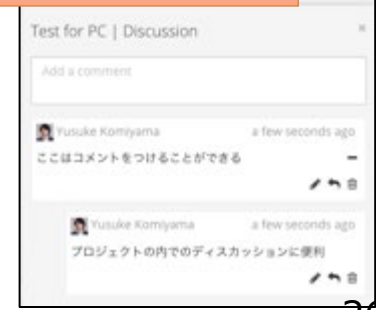 Test for PC | Discussion
Add a comment
Yusuke Komiyama a few seconds ago
ここはコメントをつけることができる
Yusuke Komiyama a few seconds ago
プロジェクトの内でのディスカッションに便利